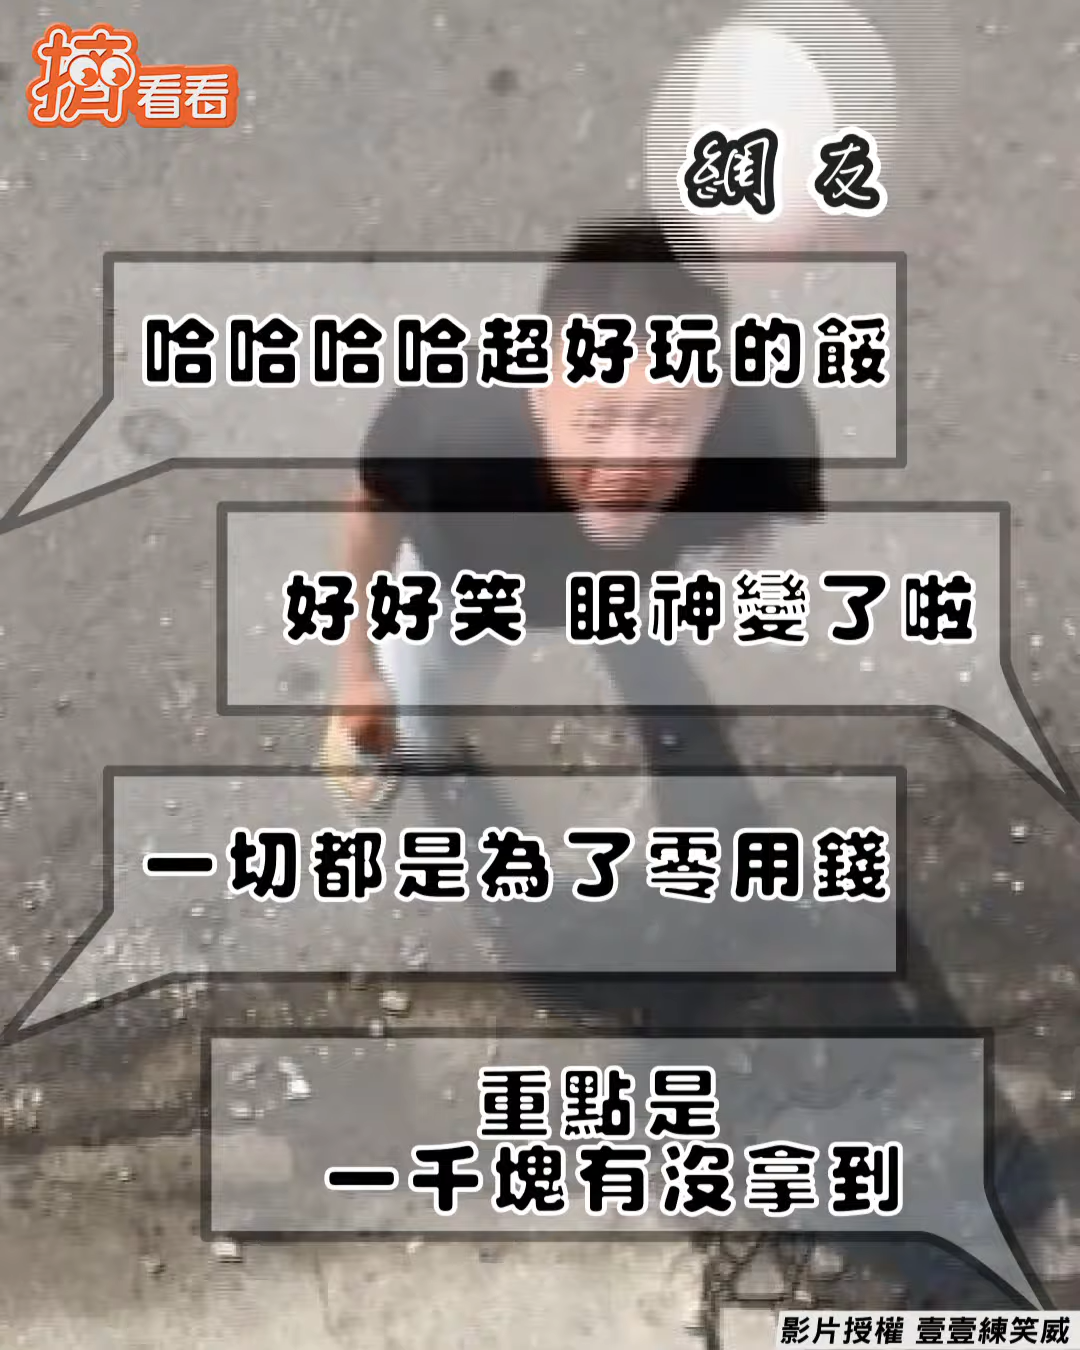 擠看看
網友
哈哈哈哈超好玩的餒
好好笑 眼神變了啦
一切都是為了零用錢
重點是
一千塊有沒拿到
影片授權 壹壹練笑威